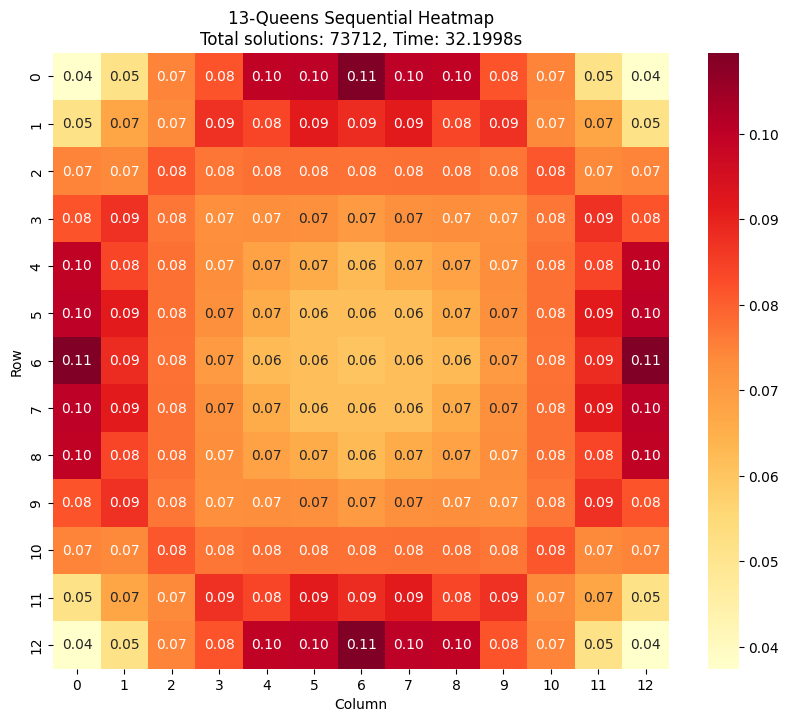 13-Queens Sequential Heatmap
Total solutions: 73712, Time: 32.1998s
0 0.04 0.05 0.07 0.08 0.10 0.10 0.11 0.10 0.10 0.08 0.07 0.05 0.04
1 0.05 0.07 0.07 0.09 0.08 0.09 0.09 0.09 0.08 0.09 0.07 0.07 0.05
2 0.07 0.07 0.08 0.08 0.08 0.08 0.08 0.08 0.08 0.08 0.08 0.07 0.07
3 0.08 0.09 0.08 0.07 0.07 0.07 0.07 0.07 0.07 0.07 0.08 0.09 0.08
4 0.10 0.08 0.08 0.07 0.07 0.07 0.06 0.07 0.07 0.07 0.08 0.08 0.10
5 0.10 0.09 0.08 0.07 0.07 0.06 0.06 0.06 0.07 0.07 0.08 0.09 0.10
6 0.11 0.09 0.08 0.07 0.06 0.06 0.06 0.06 0.06 0.07 0.08 0.09 0.11
7 0.10 0.09 0.08 0.07 0.07 0.06 0.06 0.06 0.07 0.07 0.08 0.09 0.10
8 0.10 0.08 0.08 0.07 0.07 0.07 0.06 0.07 0.07 0.07 0.08 0.08 0.10
9 0.08 0.09 0.08 0.07 0.07 0.07 0.07 0.07 0.07 0.07 0.08 0.09 0.08
10 0.07 0.07 0.08 0.08 0.08 0.08 0.08 0.08 0.08 0.08 0.08 0.07 0.07
11 0.05 0.07 0.07 0.09 0.08 0.09 0.09 0.09 0.08 0.09 0.07 0.07 0.05
12 0.04 0.05 0.07 0.08 0.10 0.10 0.11 0.10 0.10 0.08 0.07 0.05 0.04
0 1 2 3 4 5 6 7 8 9 10 11 12
Column
Row
0.10
0.09
0.08
0.07
0.06
0.05
0.04